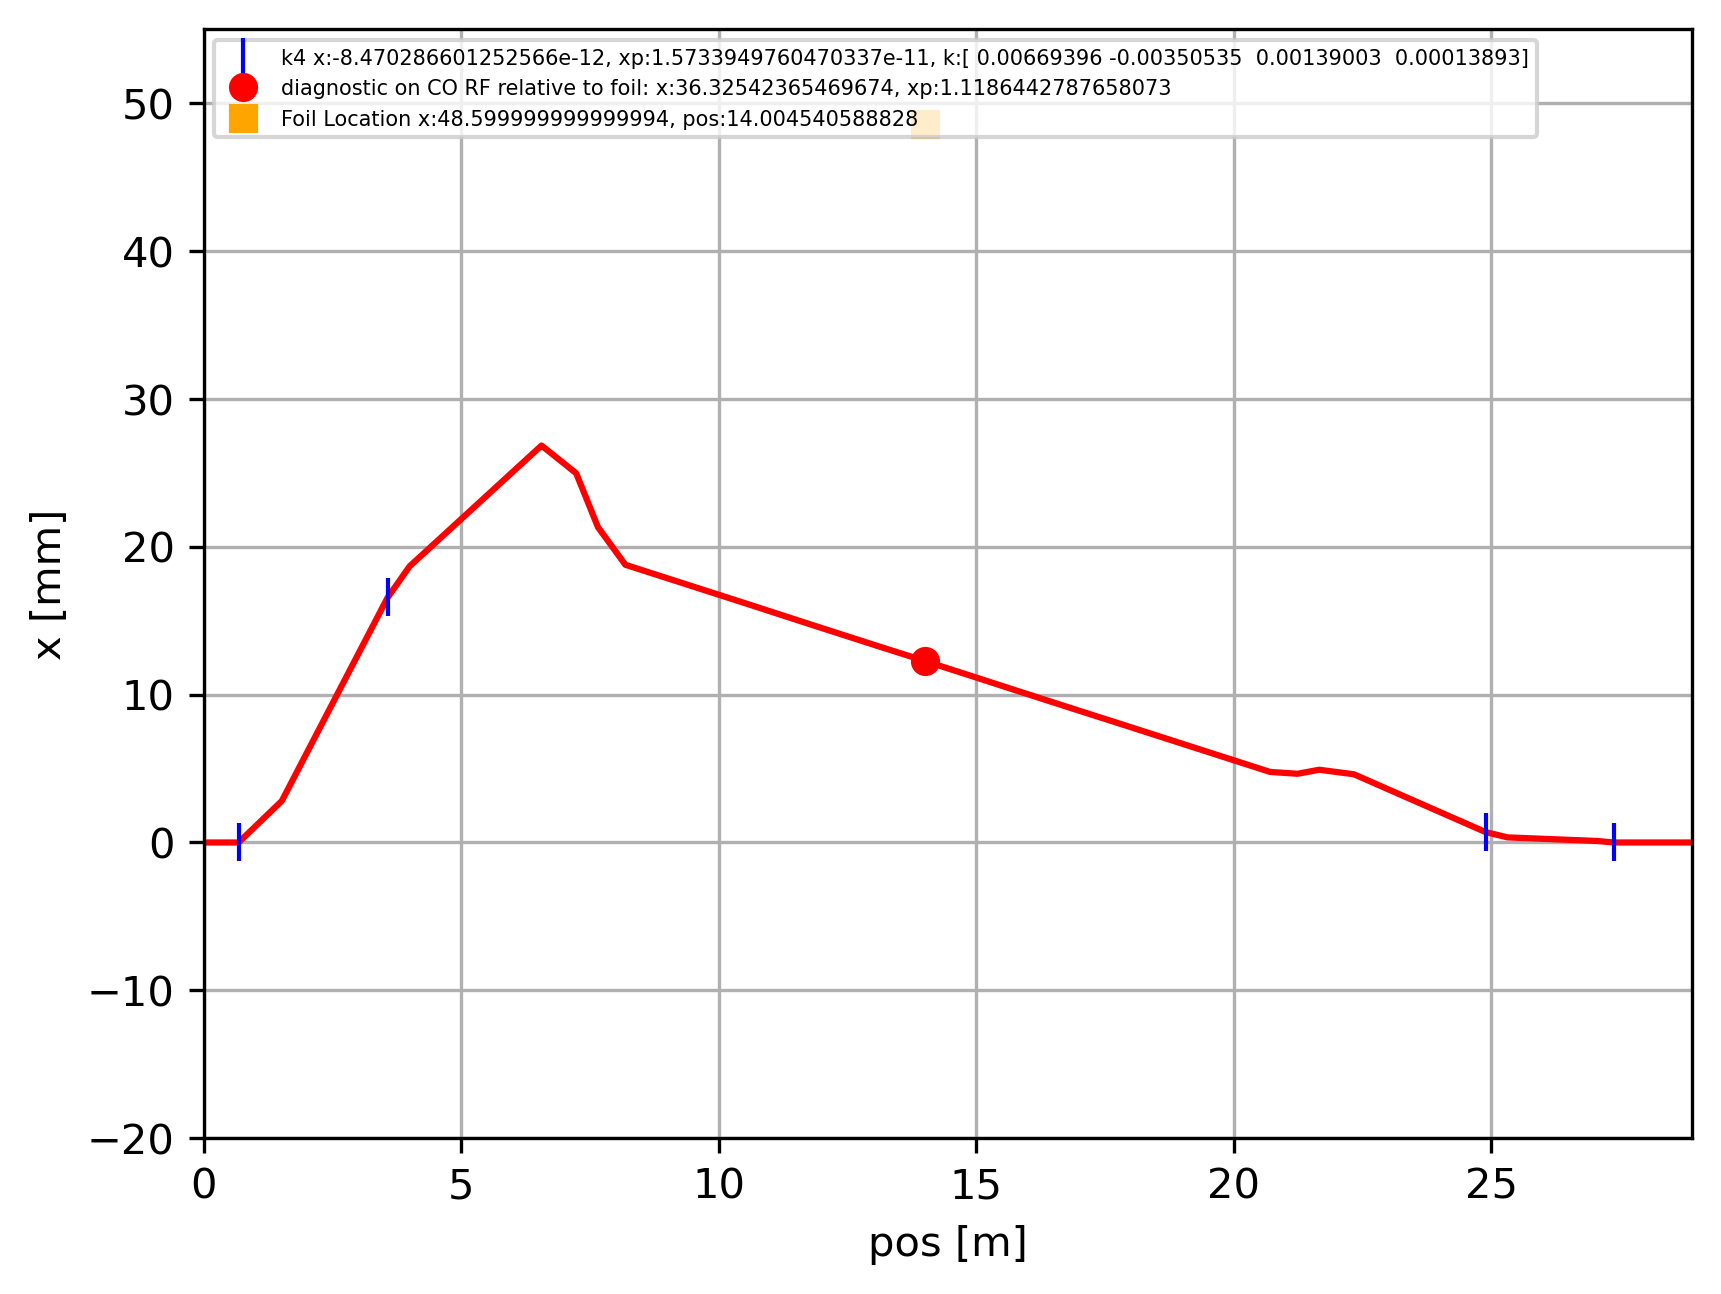 k4 x:-8.470286601252566e-12, xp:1.5733949760470337e-11, k:[ 0.00669396 -0.00350535  0.00139003  0.00013893]
diagnostic on CO RF relative to foil: x:36.32542365469674, xp:1.1186442787658073
Foil Location x:48.599999999999994, pos:14.004540588828
50
40
30
20
10
0
−10
−20
x [mm]
0 5 10 15 20 25
pos [m]